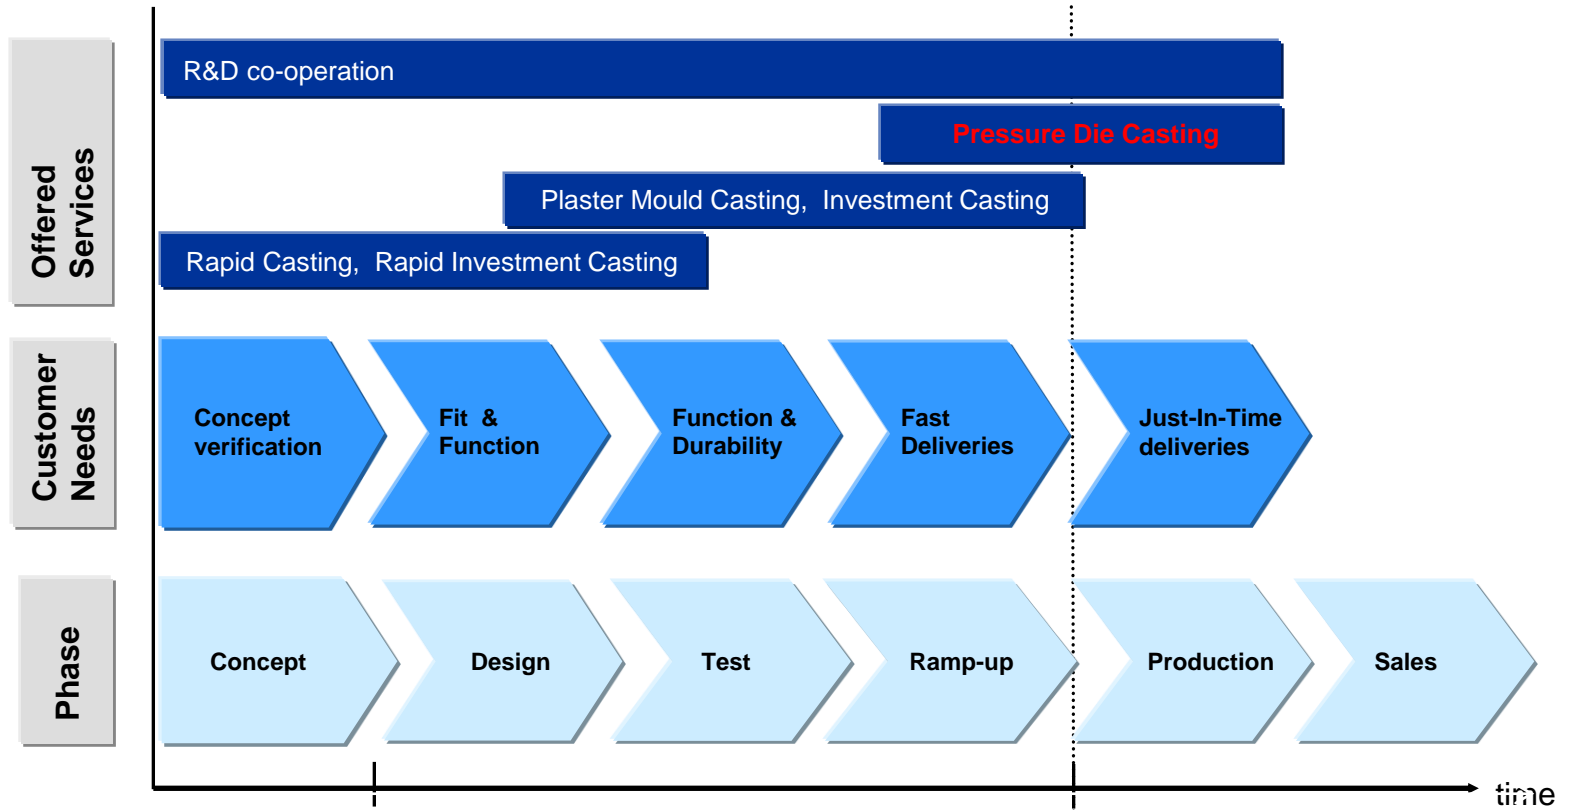 Offered
Services
R&D co-operation
Pressure Die Casting
Plaster Mould Casting,  Investment Casting
Rapid Casting,  Rapid Investment Casting
Customer
Needs
Concept
verification
Fit  &
Function
Function &
Durability
Fast
Deliveries
Just-In-Time
deliveries
Phase
Concept
Design
Test
Ramp-up
Production
Sales
time